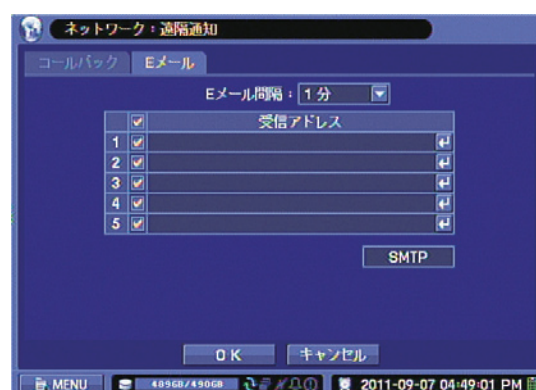 ネットワーク：遠隔通知
コールバック Eメール
Eメール間隔： 1 分
受信アドレス
1
2
3
4
5
SMTP
OK キャンセル
MENU 489GB/490GB 2011-09-07 04:49:01 PM